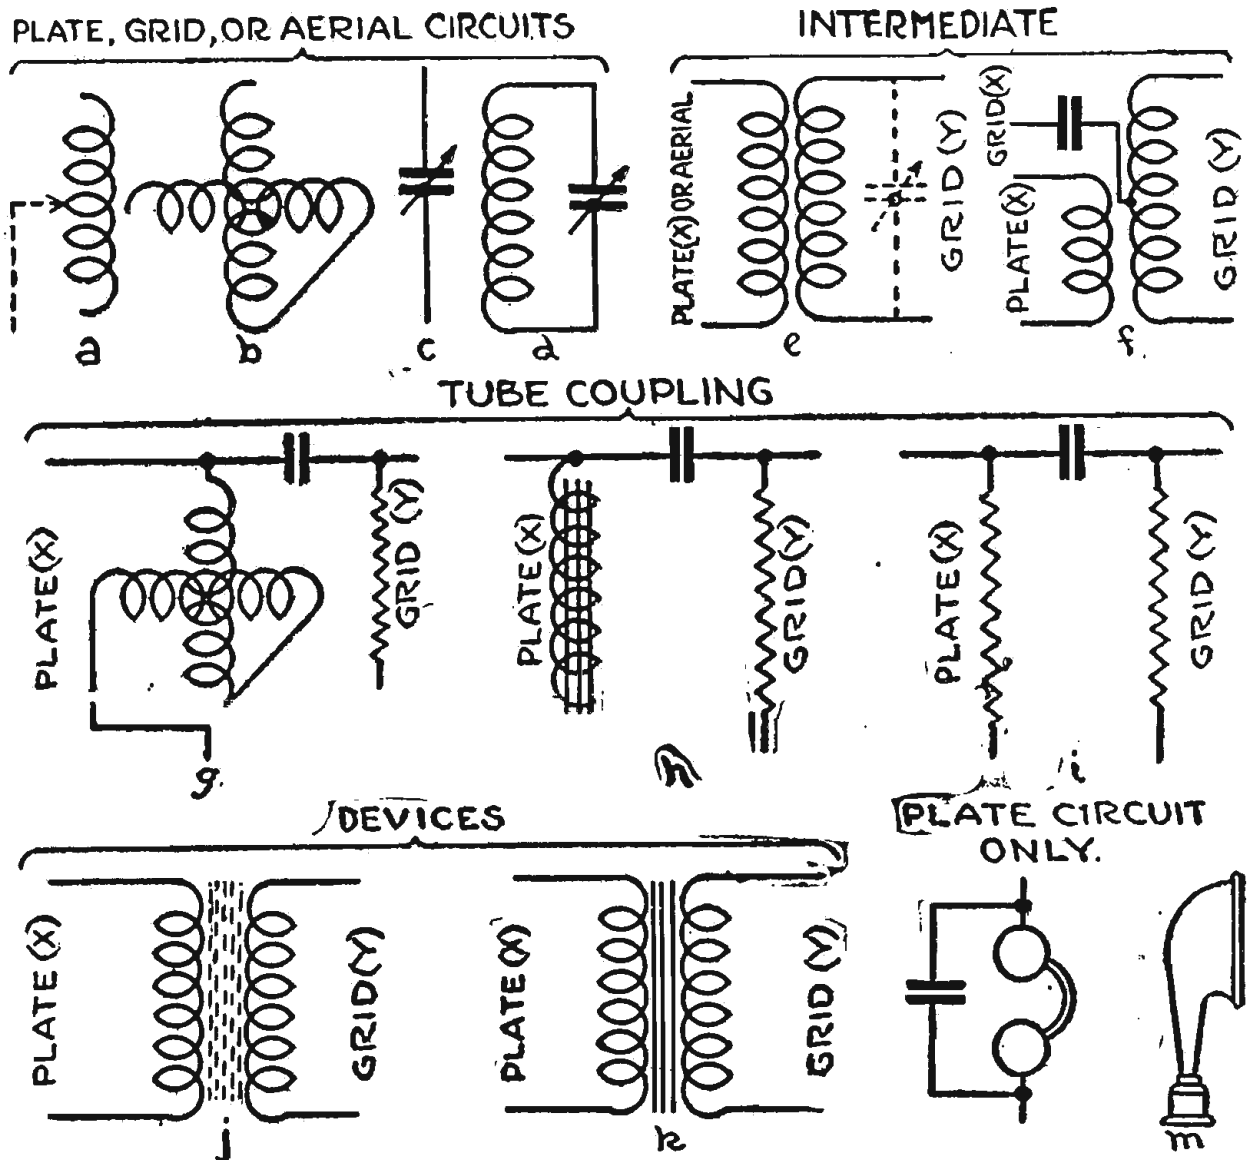 PLATE, GRID, OR AERIAL CIRCUITS
INTERMEDIATE
PLATE(X) OR AERIAL
GRID (Y)
GRID(X)
PLATE(X)
GRID (Y)
a
b
c
d
e
f.
TUBE COUPLING
PLATE(X)
GRID (Y)
PLATE (X)
GRID(Y)
PLATE(X)
GRID (Y)
g.
h
i
DEVICES
PLATE CIRCUIT
ONLY.
PLATE (X)
GRID(Y)
PLATE(X)
GRID (Y)
j
k
m